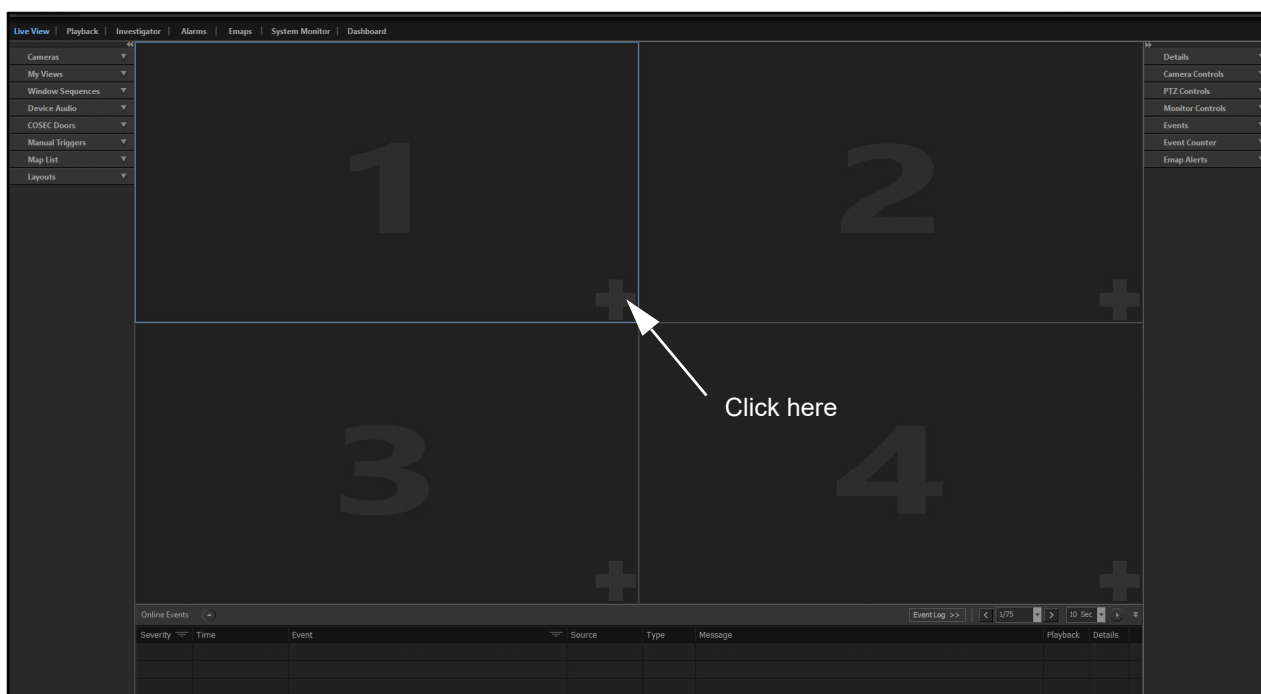 Live View | Playback | Investigator | Alarms | Emaps | System Monitor | Dashboard
Cameras
My Views
Window Sequences
Device Audio
COSEC Doors
Manual Triggers
Map List
Layouts
1
2
3
4
Click here
Details
Camera Controls
PTZ Controls
Monitor Controls
Events
Event Counter
Emap Alerts
Online Events
Event Log >> < 1/75 > 10 Sec
Severity Time Event Source Type Message Playback Details